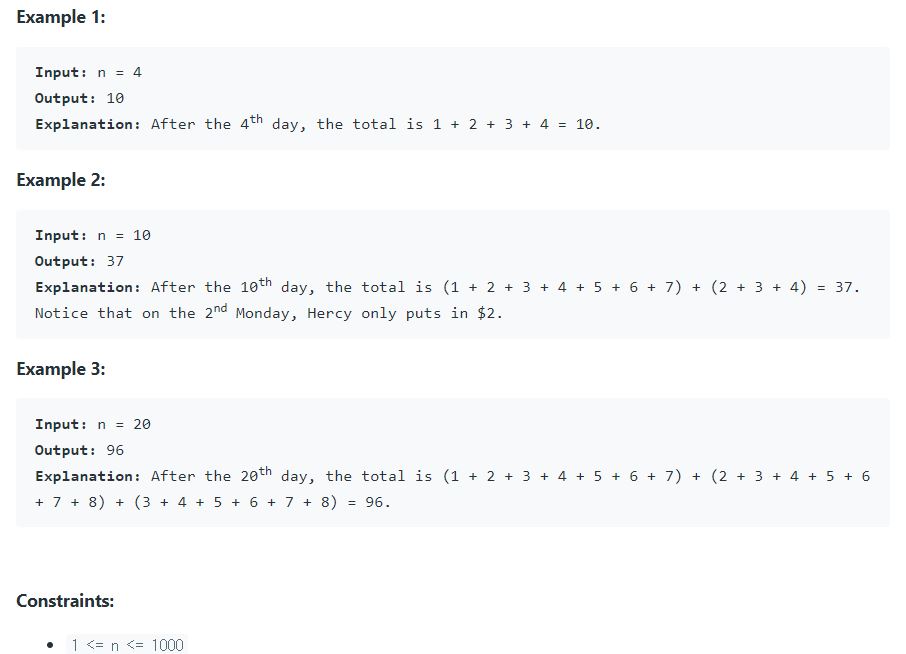 Example 1:
Input: n = 4
Output: 10
Explanation: After the 4th day, the total is 1 + 2 + 3 + 4 = 10.
Example 2:
Input: n = 10
Output: 37
Explanation: After the 10th day, the total is (1 + 2 + 3 + 4 + 5 + 6 + 7) + (2 + 3 + 4) = 37.
Notice that on the 2nd Monday, Hercy only puts in $2.
Example 3:
Input: n = 20
Output: 96
Explanation: After the 20th day, the total is (1 + 2 + 3 + 4 + 5 + 6 + 7) + (2 + 3 + 4 + 5 + 6
+ 7 + 8) + (3 + 4 + 5 + 6 + 7 + 8) = 96.
Constraints:
• 1 <= n <= 1000